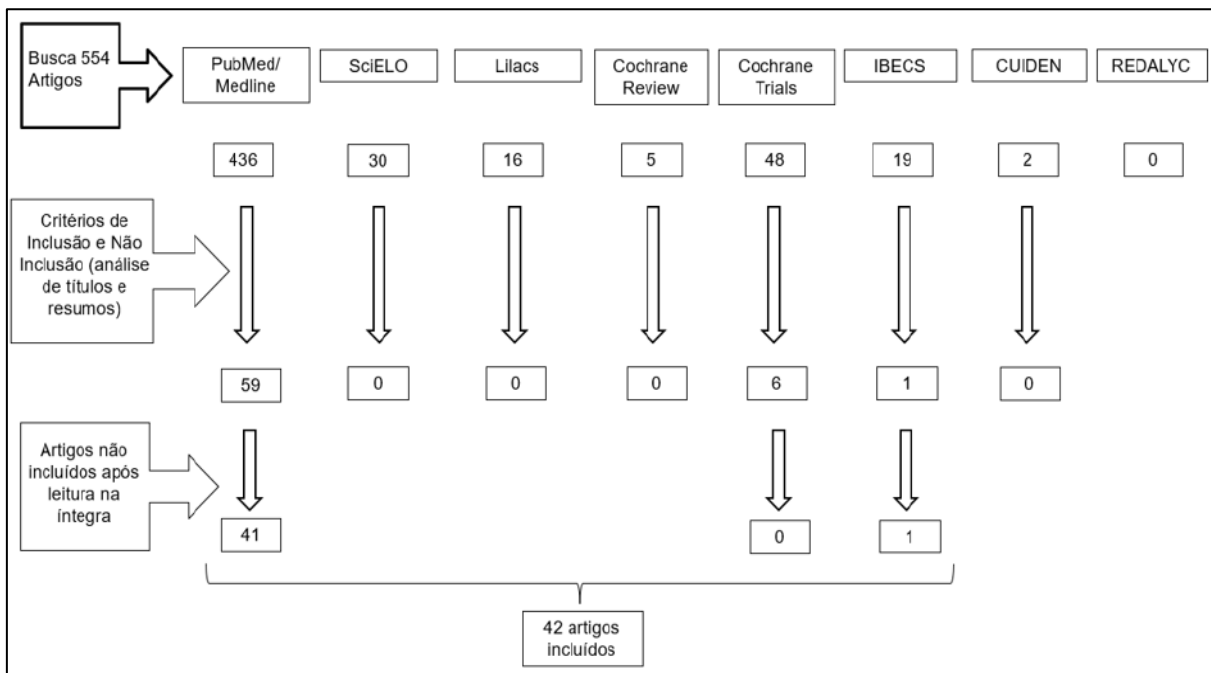 Busca 554
Artigos
PubMed/
Medline
SciELO
Lilacs
Cochrane
Review
Cochrane
Trials
IBECS
CUIDEN
REDALYC
436
30
16
5
48
19
2
0
Critérios de
Inclusão e Não
Inclusão (análise
de títulos e
resumos)
59
0
0
0
6
1
0
Artigos não
incluídos após
leitura na
íntegra
41
0
1
42 artigos
incluídos